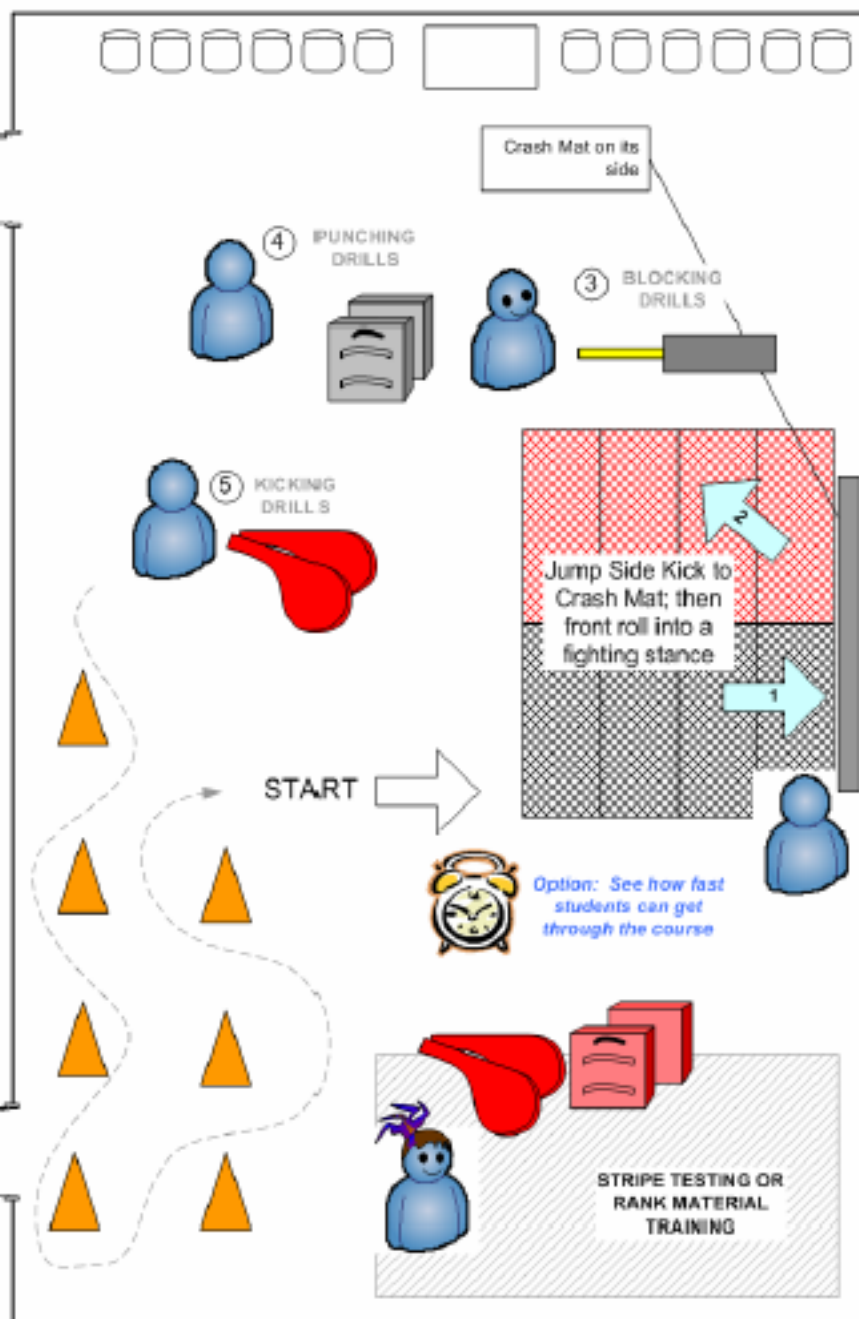 Crash Mat on its
side
4
PUNCHING
DRILLS
3
BLOCKING
DRILLS
5
KICKING
DRILLS
2
Jump Side Kick to
Crash Mat; then
front roll into a
fighting stance
1
START
Option: See how fast
students can get
through the course
STRIPE TESTING OR
RANK MATERIAL
TRAINING